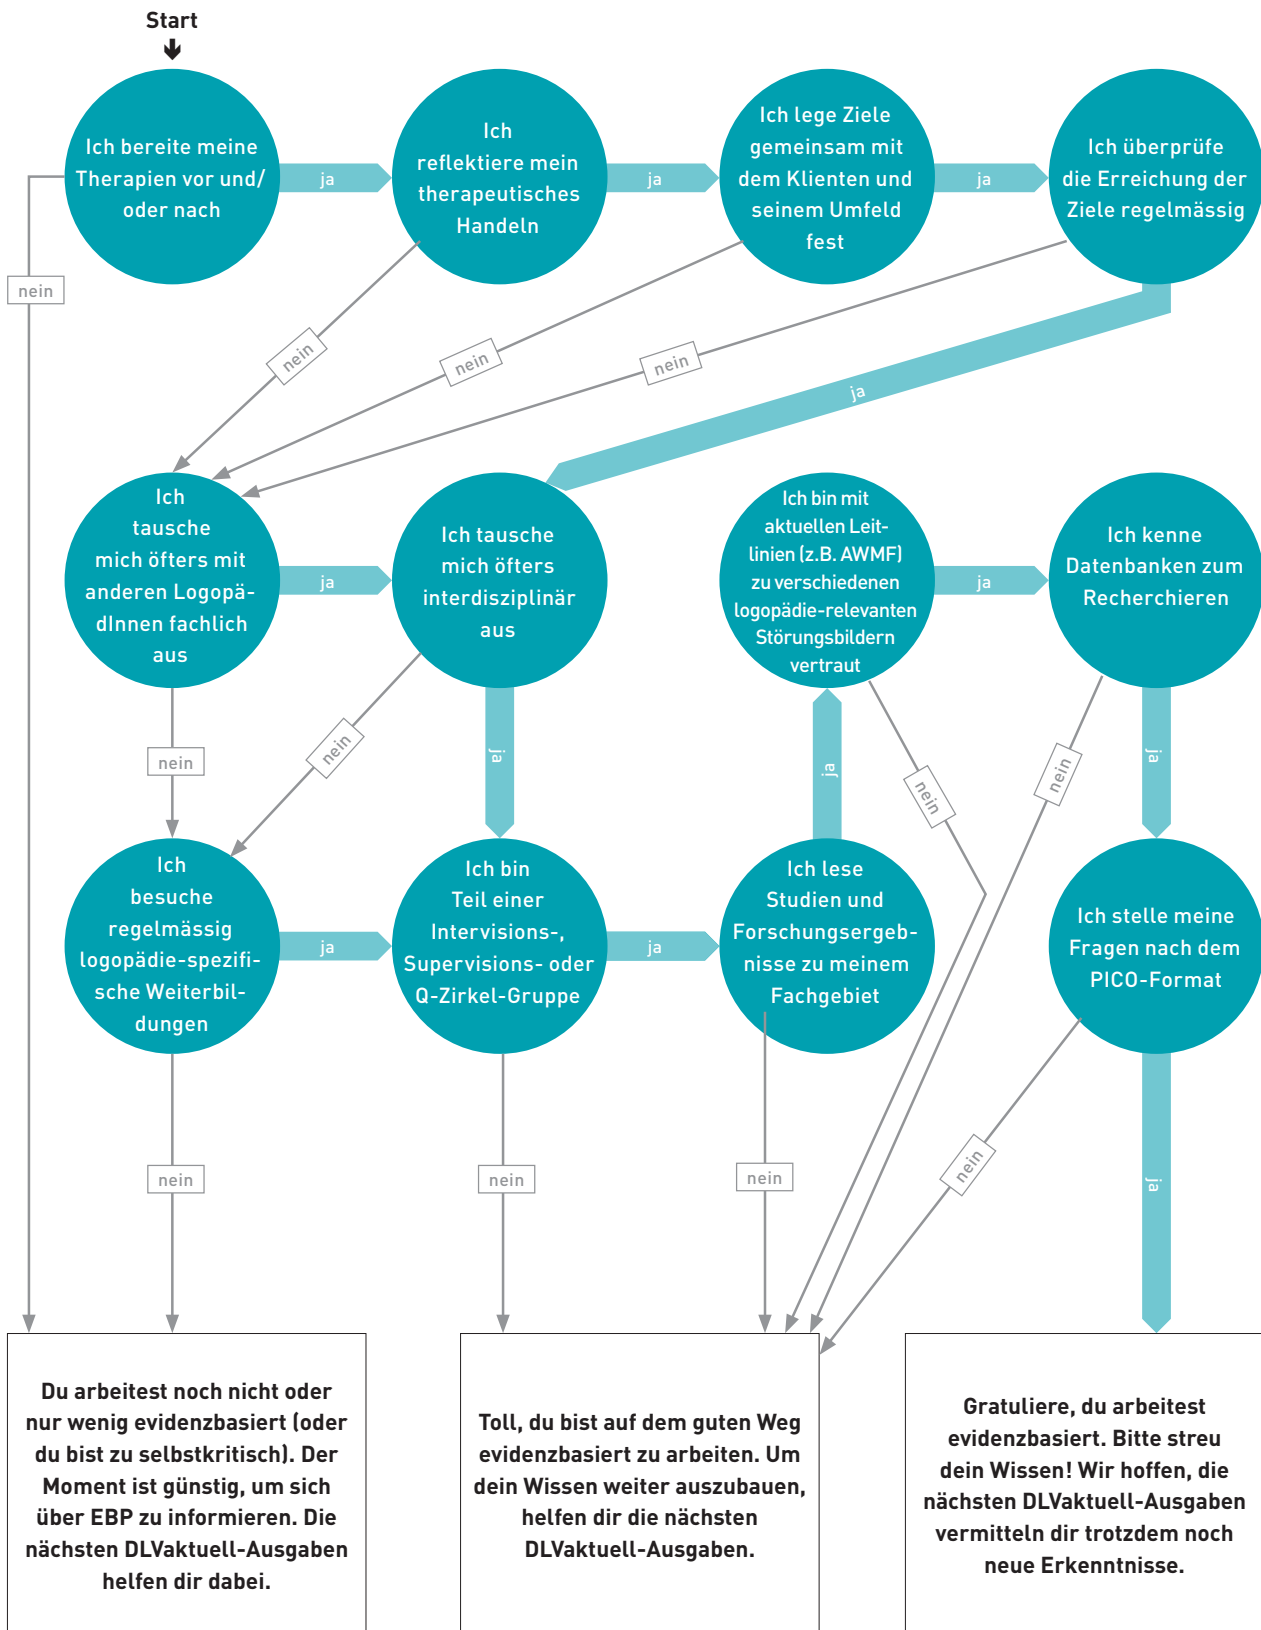 Start
Ich bereite meine
Therapien vor und/
oder nach
ja
Ich
reflektiere mein
therapeutisches
Handeln
ja
Ich lege Ziele
gemeinsam mit
dem Klienten und
seinem Umfeld
fest
ja
Ich überprüfe
die Erreichung der
Ziele regelmässig
nein
nein
nein
nein
ja
Ich
tausche
mich öfters mit
anderen Logopä-
dInnen fachlich
aus
ja
Ich tausche
mich öfters
interdisziplinär
aus
Ich bin mit
aktuellen Leit-
linien (z.B. AWMF)
zu verschiedenen
logopädie-relevanten
Störungsbildern
vertraut
ja
Ich kenne
Datenbanken zum
Recherchieren
nein
nein
ja
ja
nein
nein
ja
Ich
besuche
regelmässig
logopädie-spezifi-
sche Weiterbil-
dungen
ja
Ich bin
Teil einer
Intervisions-,
Supervisions- oder
Q-Zirkel-Gruppe
ja
Ich lese
Studien und
Forschungsergeb-
nisse zu meinem
Fachgebiet
Ich stelle meine
Fragen nach dem
PICO-Format
nein
nein
nein
nein
ja
Du arbeitest noch nicht oder
nur wenig evidenzbasiert (oder
du bist zu selbstkritisch). Der
Moment ist günstig, um sich
über EBP zu informieren. Die
nächsten DLVaktuell-Ausgaben
helfen dir dabei.
Toll, du bist auf dem guten Weg
evidenzbasiert zu arbeiten. Um
dein Wissen weiter auszubauen,
helfen dir die nächsten
DLVaktuell-Ausgaben.
Gratuliere, du arbeitest
evidenzbasiert. Bitte streu
dein Wissen! Wir hoffen, die
nächsten DLVaktuell-Ausgaben
vermitteln dir trotzdem noch
neue Erkenntnisse.